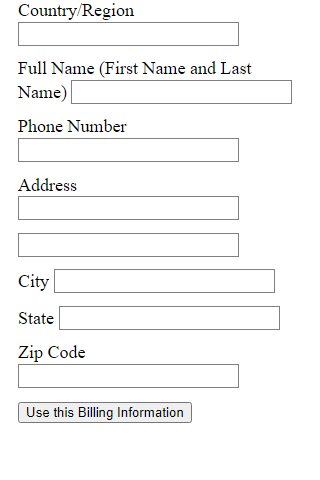 Country/Region
Full Name (First Name and Last
Name)
Phone Number
Address
City
State
Zip Code
Use this Billing Information